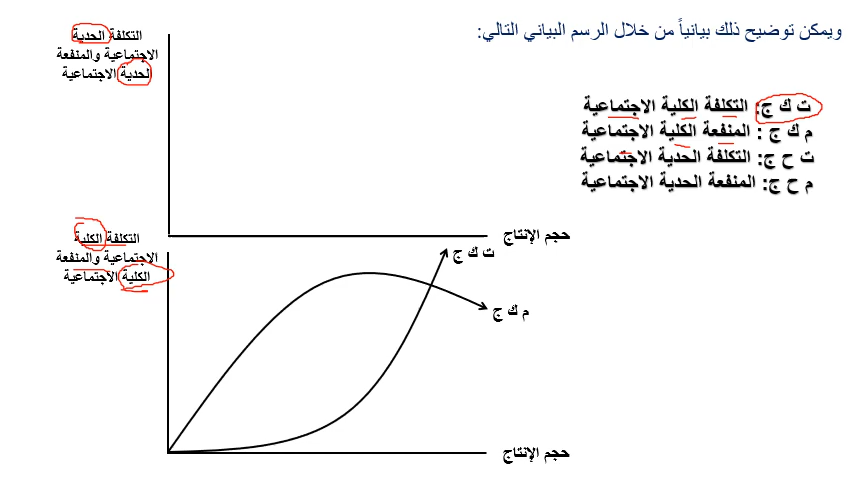 ويمكن توضيح ذلك بيانياً من خلال الرسم البياني التالي:
ت ك ج: التكلفة الكلية الاجتماعية
م ك ج : المنفعة الكلية الاجتماعية
ت ح ج: التكلفة الحدية الاجتماعية
م ح ج: المنفعة الحدية الاجتماعية
التكلفة الحدية
الاجتماعية والمنفعة
الحدية الاجتماعية
حجم الإنتاج
التكلفة الكلية
الاجتماعية والمنفعة
الكلية الاجتماعية
ت ك ج
م ك ج
حجم الإنتاج